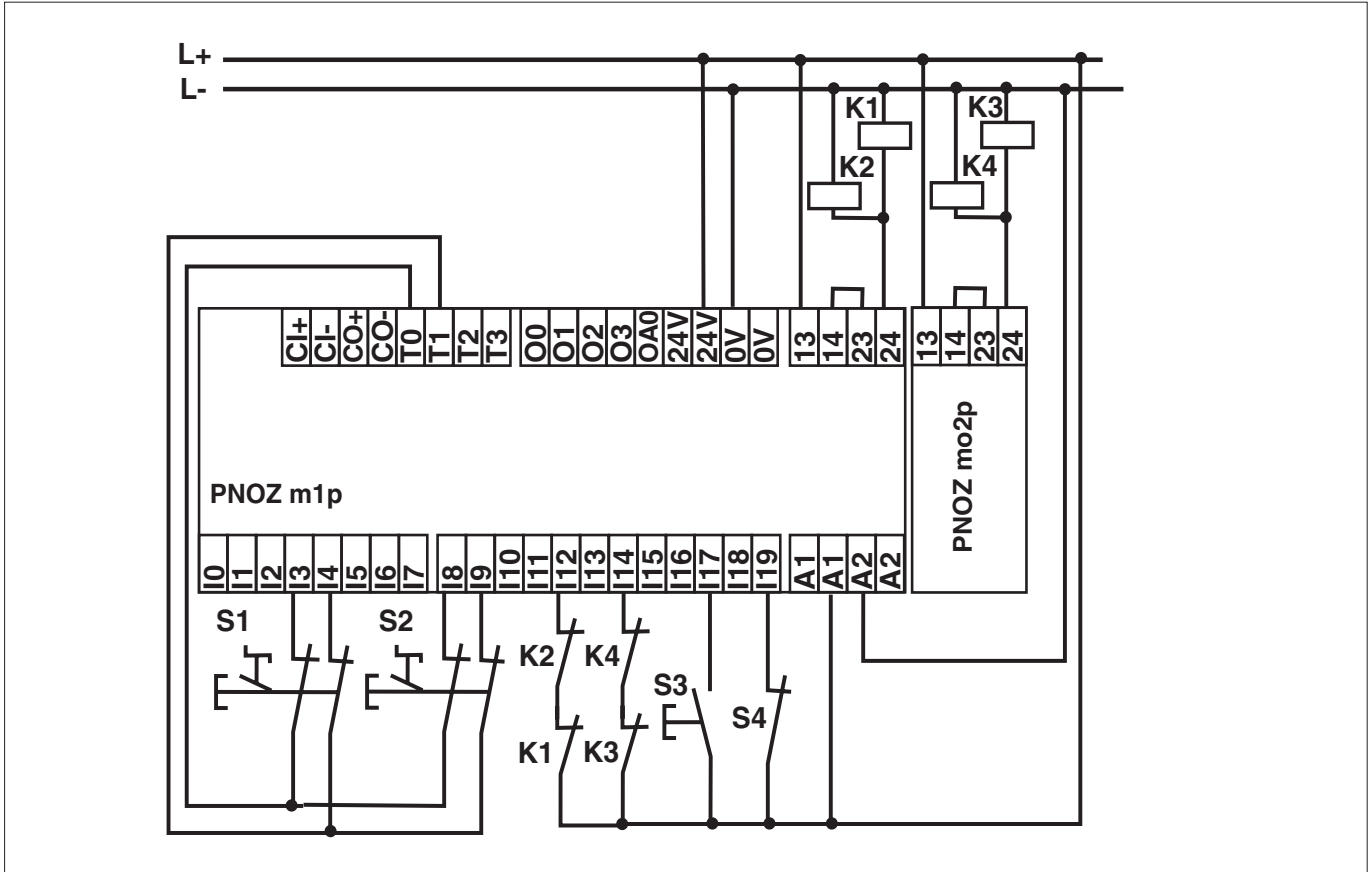 L+
L-
K1
K3
K2
K4
CI+ CI- CO+ CO- T0 T1 T2 T3 O0 O1 O2 O3 OA0 24V 24V 0V 0V 13 14 23 24 13 14 23 24
PNOZ m1p
PNOZ mo2p
I0 I1 I2 I3 I4 I5 I6 I7 I8 I9 I10 I11 I12 I13 I14 I15 I16 I17 I18 I19 A1 A1 A2 A2
S1 S2
K2 K4
S3
S4
K1 K3